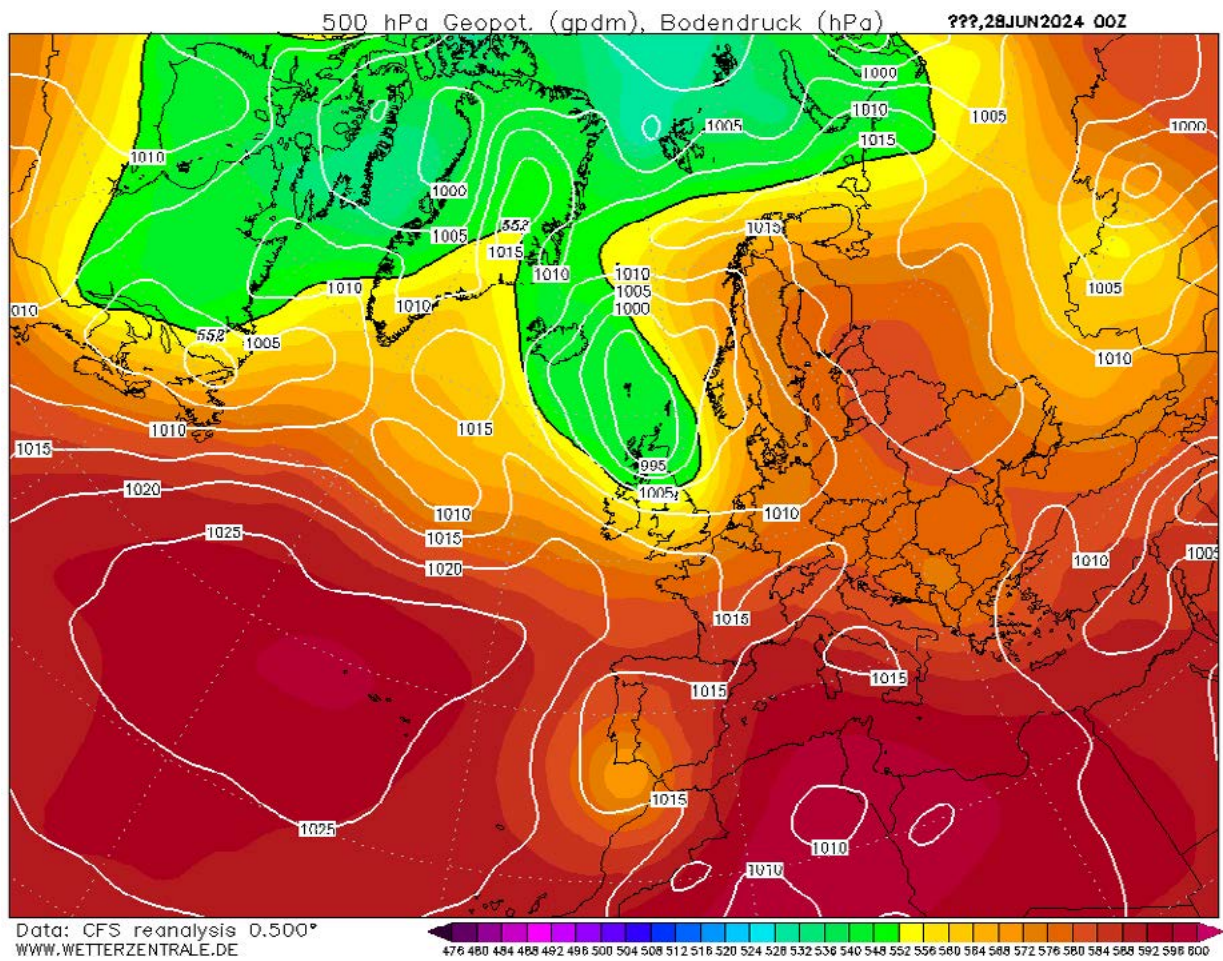 500 hPa Geopot. (gpdm), Bodendruck (hPa) ???,28JUN2024 00Z
1000
1010 1005
1005 1000
1010 1015
1000
1005 552 1015
1015
1010 1010
1010 1010 1005
1005
010 1000
552 1005 1010
1015
1010
1015
995
1020 1005
1010 1010
1025 1015
1020 1010 1005
1015
1015 1015
1015
1025
1010
1010
Data: CFS reanalysis 0.500°
WWW.WETTERZENTRALE.DE
476 480 484 488 492 496 500 504 508 512 516 520 524 528 532 536 540 544 548 552 556 560 564 568 572 576 580 584 588 592 596 600